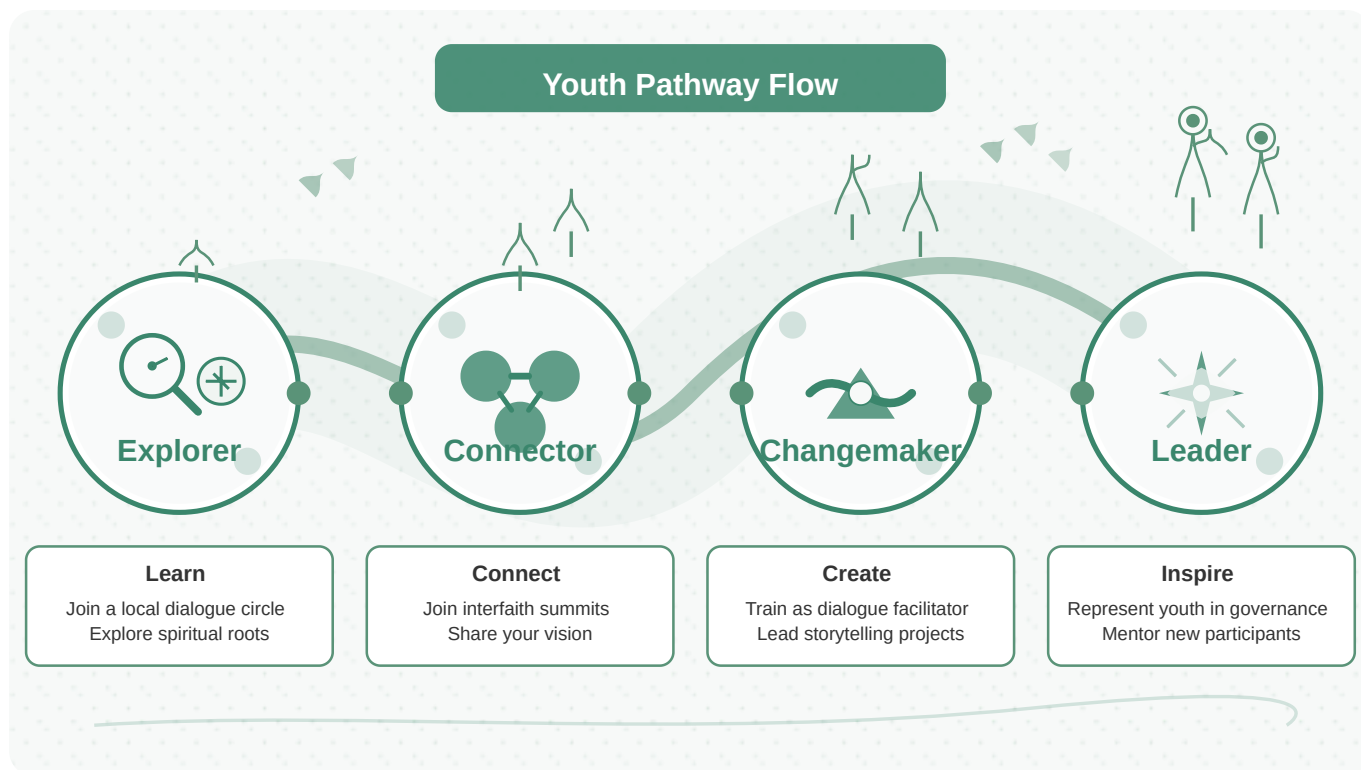 Youth Pathway Flow
Explorer
Connector
Changemaker
Leader
Learn
Join a local dialogue circle
Explore spiritual roots
Connect
Join interfaith summits
Share your vision
Create
Train as dialogue facilitator
Lead storytelling projects
Inspire
Represent youth in governance
Mentor new participants